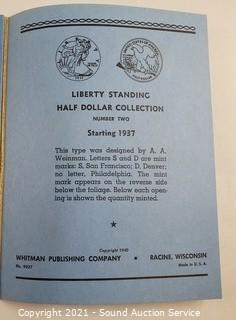 LIBERTY STANDING
HALF DOLLAR COLLECTION
NUMBER TWO
Starting 1937
This type was designed by A. A.
Weinman. Letters S and D are mint
marks: S, San Francisco; D, Denver;
no letter, Philadelphia. The mint
mark appears on the reverse side
below the foliage. Below each open-
ing is shown the quantity minted.
Copyright 1940
WHITMAN PUBLISHING COMPANY • RACINE, WISCONSIN
No. 9027 Made in U. S. A.
Copyright 2021 - Sound Auction Service